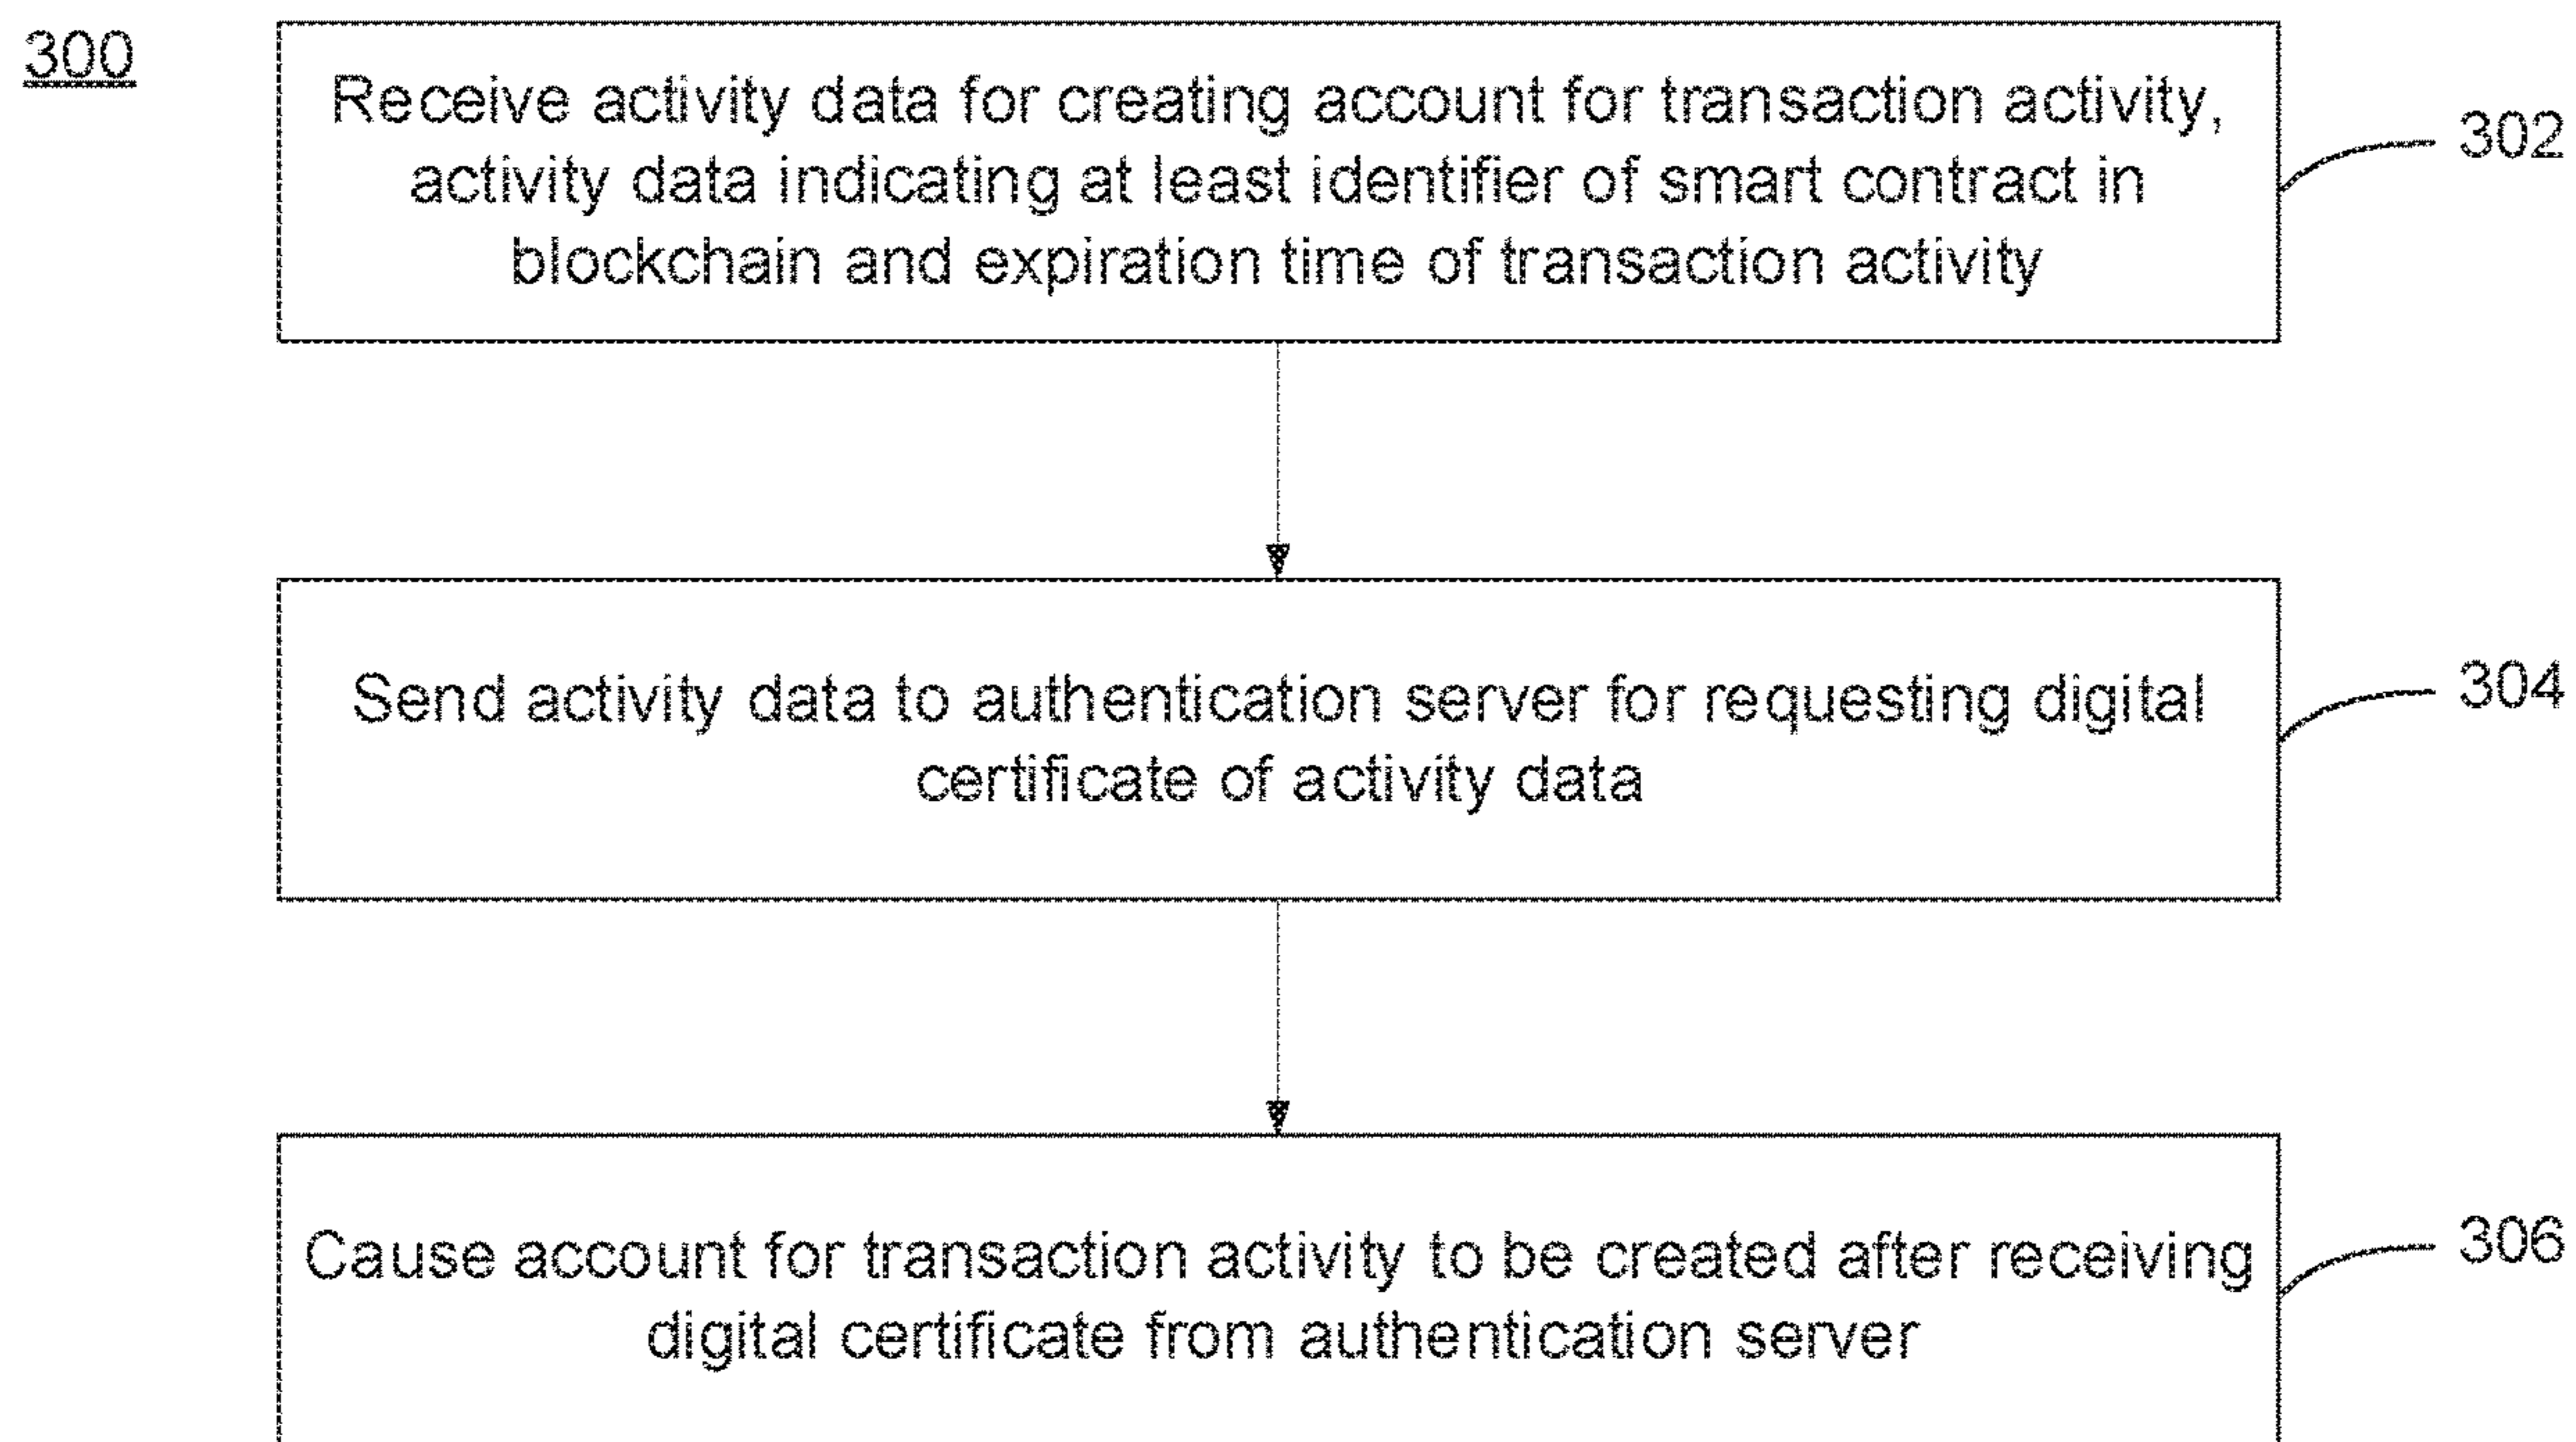 300
Receive activity data for creating account for transaction activity,
activity data indicating at least identifier of smart contract in
blockchain and expiration time of transaction activity
302
Send activity data to authentication server for requesting digital
certificate of activity data
304
Cause account for transaction activity to be created after receiving
digital certificate from authentication server
306